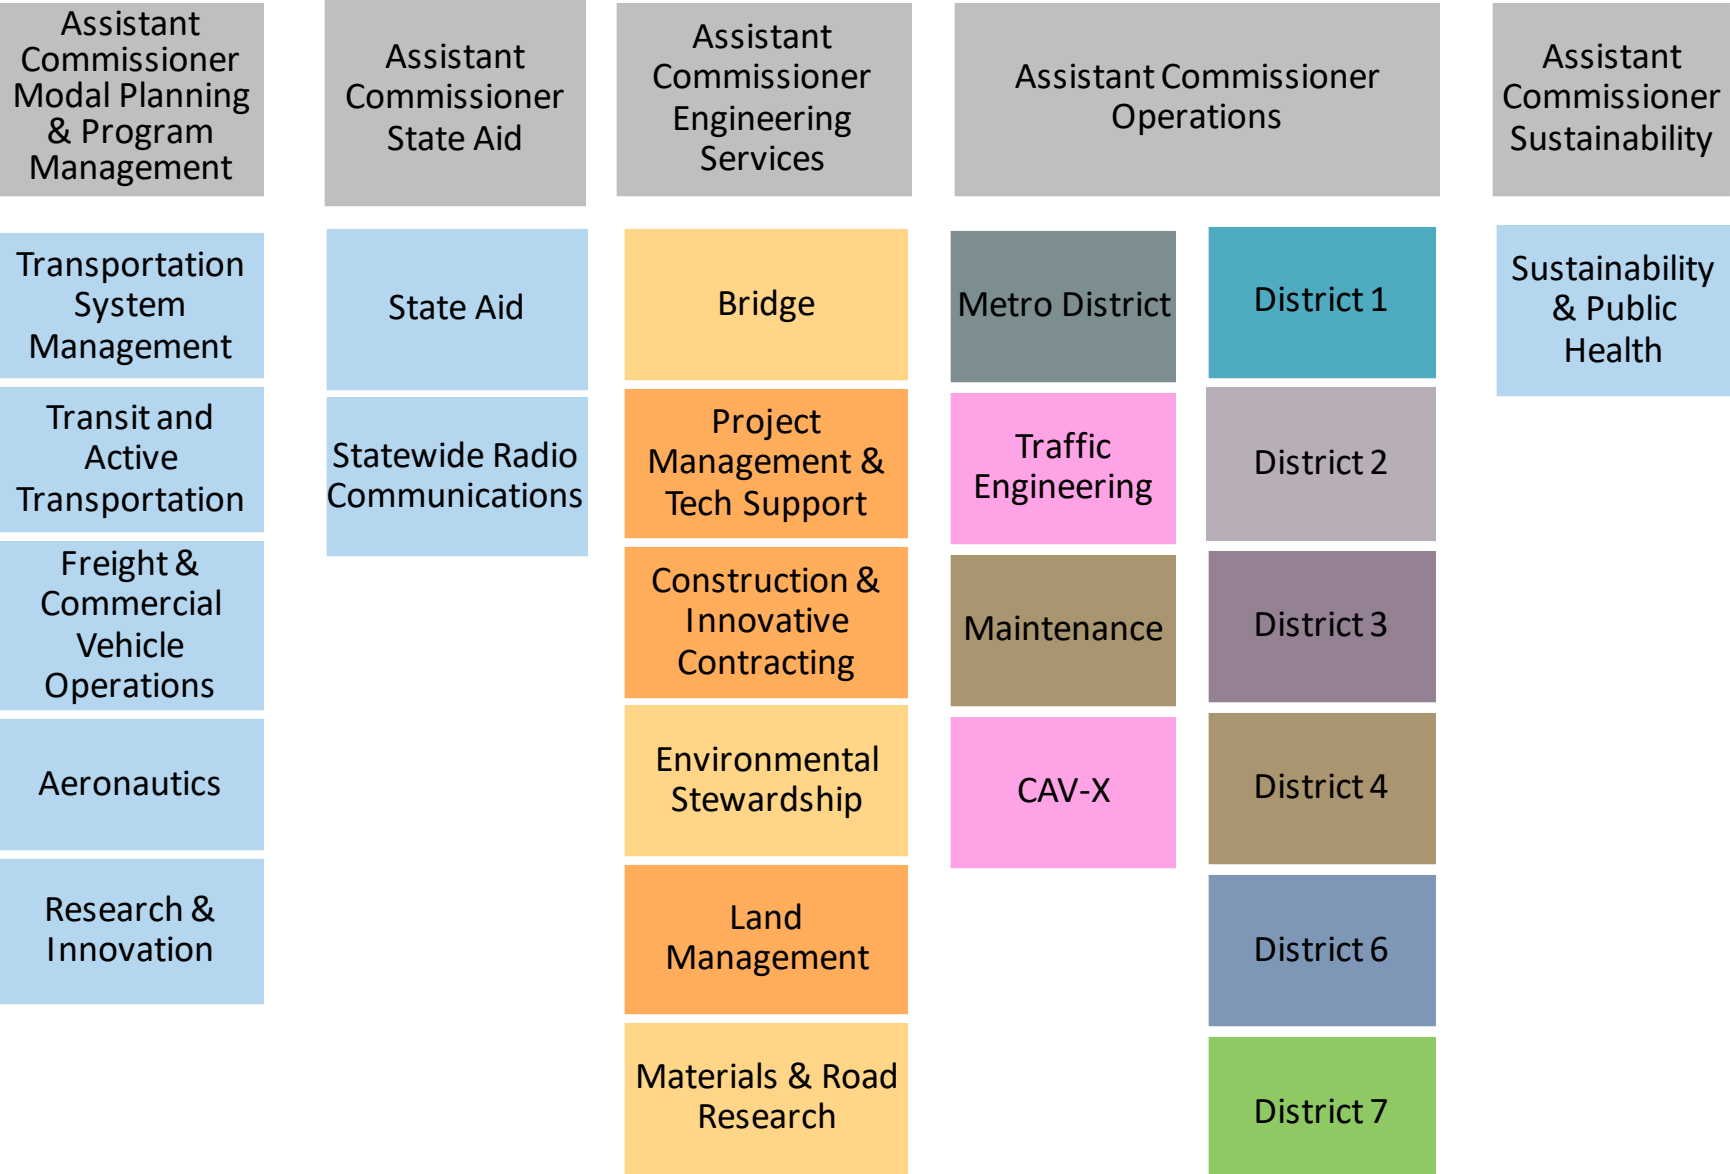 Assistant
Commissioner
Modal Planning
& Program
Management
Assistant
Commissioner
State Aid
Assistant
Commissioner
Engineering
Services
Assistant Commissioner
Operations
Assistant
Commissioner
Sustainability
Transportation
System
Management
Transit and
Active
Transportation
Freight &
Commercial
Vehicle
Operations
Aeronautics
Research &
Innovation
State Aid
Statewide Radio
Communications
Bridge
Project
Management &
Tech Support
Construction &
Innovative
Contracting
Environmental
Stewardship
Land
Management
Materials & Road
Research
Metro District
Traffic
Engineering
Maintenance
CAV-X
District 1
District 2
District 3
District 4
District 6
District 7
Sustainability
& Public
Health